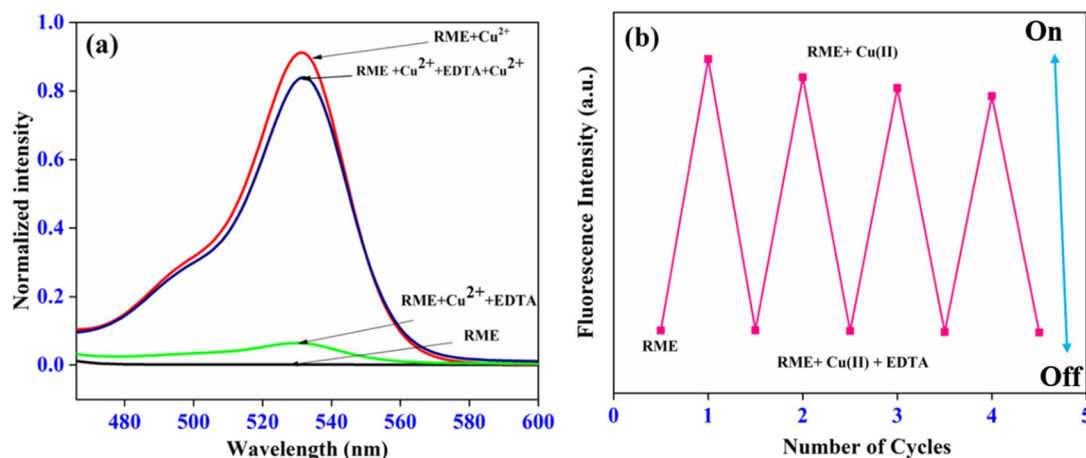 (a)
RME+Cu²⁺
RME +Cu²⁺+EDTA+Cu²⁺
RME+Cu²⁺+EDTA
RME
1.0
0.8
0.6
0.4
0.2
0.0
Normalized intensity
480 500 520 540 560 580 600
Wavelength (nm)
(b)
RME+ Cu(II)
On
RME
RME+ Cu(II) + EDTA
Off
Fluorescence Intensity (a.u.)
0 1 2 3 4 5
Number of Cycles